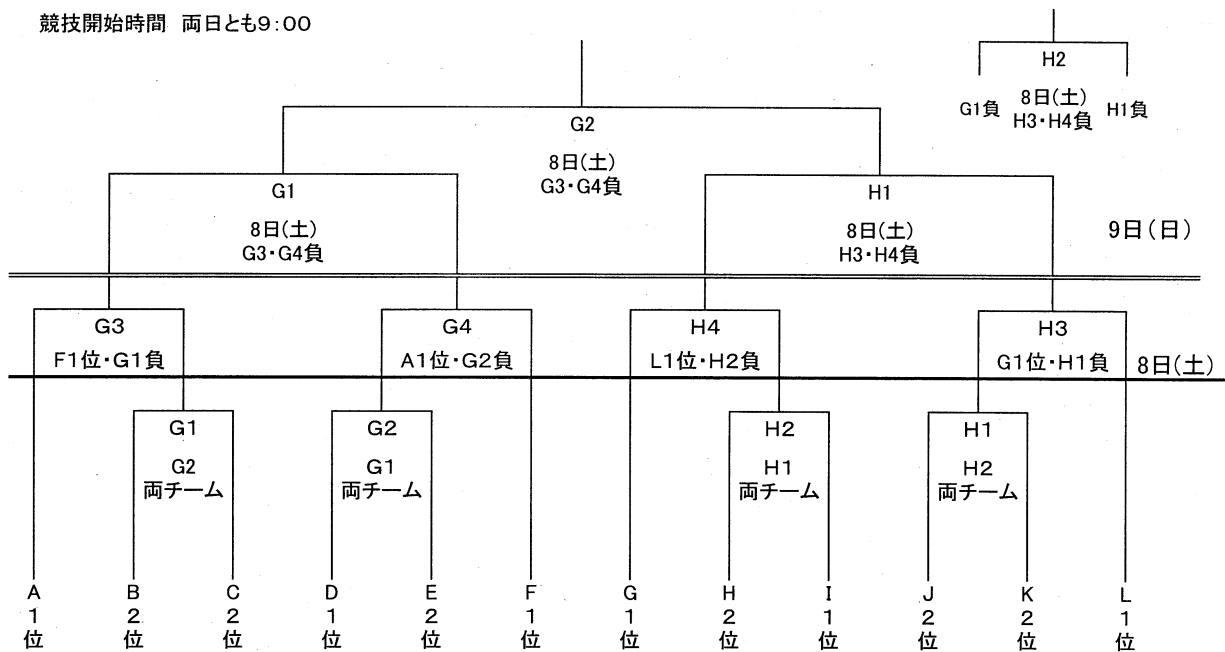 競技開始時間 両日とも9:00
H2
G1負 8日(土) H1負
H3・H4負
G2
8日(土)
G3・G4負
G1
H1
8日(土)
G3・G4負
8日(土)
H3・H4負
9日(日)
G3
F1位・G1負
G4
A1位・G2負
H4
L1位・H2負
H3
G1位・H1負
8日(土)
G1
G2
両チーム
G2
G1
両チーム
H2
H1
両チーム
H1
H2
両チーム
A
1
位
B
2
位
C
2
位
D
1
位
E
2
位
F
1
位
G
1
位
H
2
位
I
1
位
J
2
位
K
2
位
L
1
位